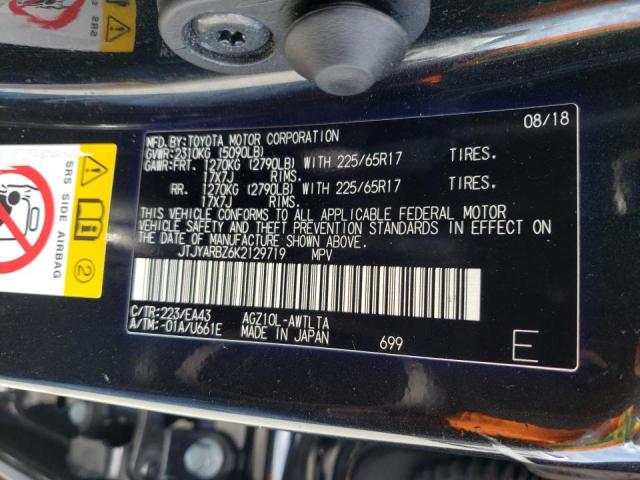 SRS
08/18
MFD. BY: TOYOTA MOTOR CORPORATION
GVWR: 2310KG (5090LB)
GAWR: FRT. 1270KG (2790LB) WITH 225/65R17 TIRES.
17X7J RIMS.
RR. 1270KG (2790LB) WITH 225/65R17 TIRES.
17X7J RIMS.
THIS VEHICLE CONFORMS TO ALL APPLICABLE FEDERAL MOTOR
VEHICLE SAFETY AND THEFT PREVENTION STANDARDS IN EFFECT ON
THE DATE OF MANUFACTURE SHOWN ABOVE.
JTJYARBZ6K2129719 MPV
C/TR: 223/EA43 AGZ10L-AWTLTA
A/TM: -01A/U661E MADE IN JAPAN 699
E
SRS SIDE AIRBAG
2